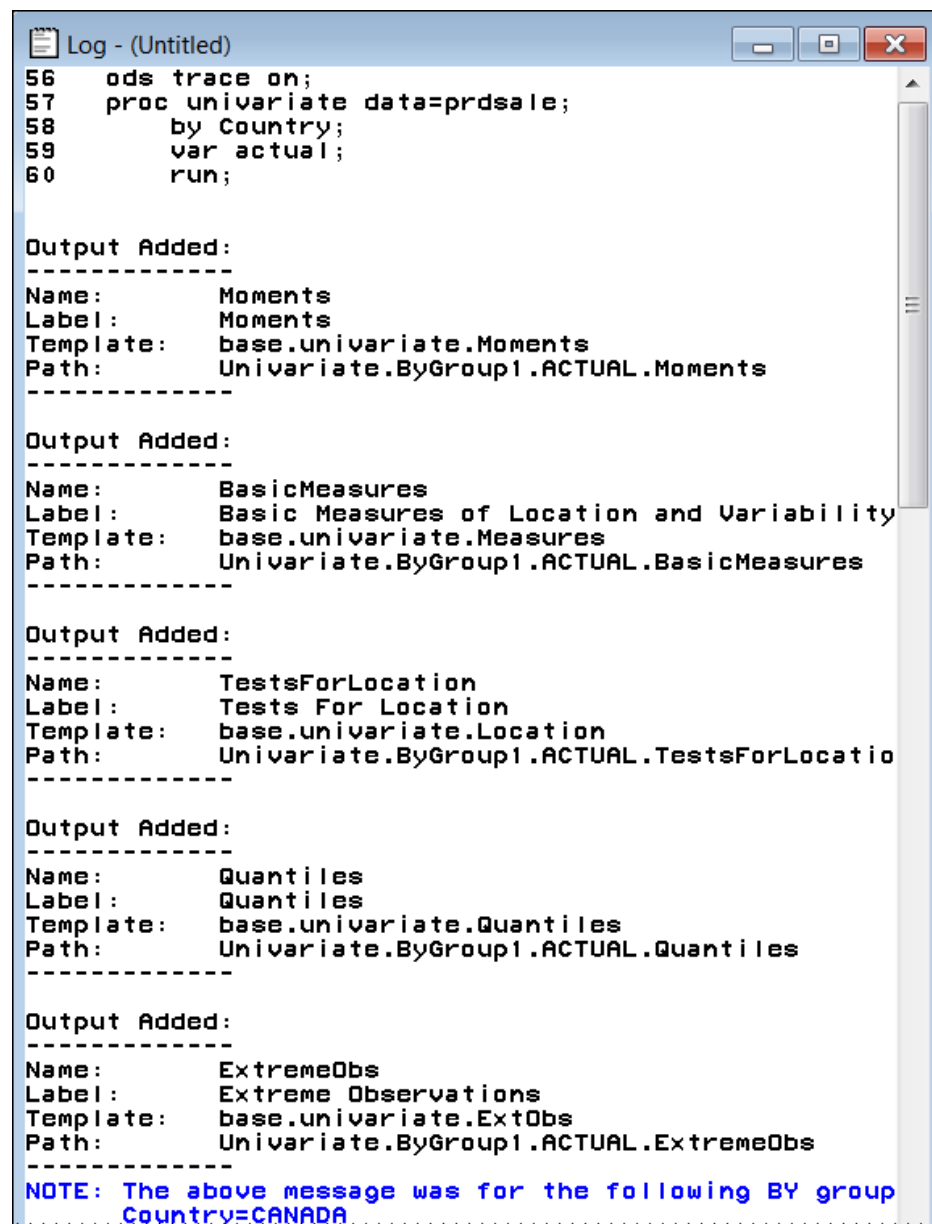 Log - (Untitled)
56 ods trace on;
57 proc univariate data=prdsale;
58 by Country;
59 var actual;
60 run;
Output Added:
-------------
Name: Moments
Label: Moments
Template: base.univariate.Moments
Path: Univariate.ByGroup1.ACTUAL.Moments
-------------
Output Added:
-------------
Name: BasicMeasures
Label: Basic Measures of Location and Variability
Template: base.univariate.Measures
Path: Univariate.ByGroup1.ACTUAL.BasicMeasures
-------------
Output Added:
-------------
Name: TestsForLocation
Label: Tests For Location
Template: base.univariate.Location
Path: Univariate.ByGroup1.ACTUAL.TestsForLocatio
-------------
Output Added:
-------------
Name: Quantiles
Label: Quantiles
Template: base.univariate.Quantiles
Path: Univariate.ByGroup1.ACTUAL.Quantiles
-------------
Output Added:
-------------
Name: ExtremeObs
Label: Extreme Observations
Template: base.univariate.ExtObs
Path: Univariate.ByGroup1.ACTUAL.ExtremeObs
-------------
NOTE: The above message was for the following BY group
Country=CANADA